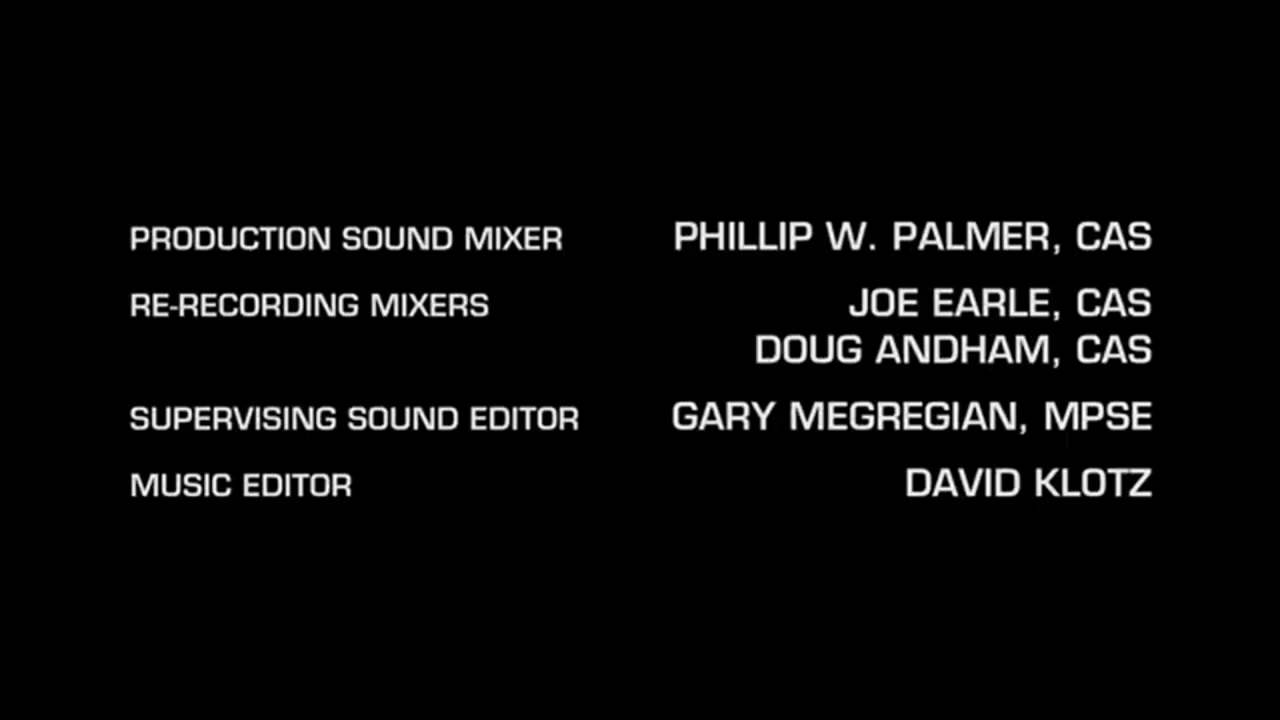 PRODUCTION SOUND MIXER PHILLIP W. PALMER, CAS
RE-RECORDING MIXERS JOE EARLE, CAS
DOUG ANDHAM, CAS
SUPERVISING SOUND EDITOR GARY MEGREGIAN, MPSE
MUSIC EDITOR DAVID KLOTZ